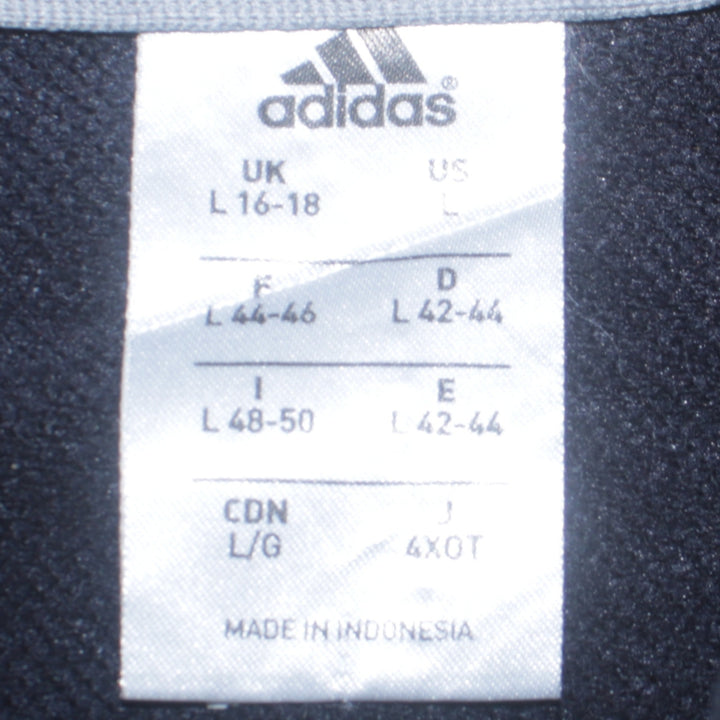 adidas®
UK US
L 16-18 L
F D
L 44-46 L 42-44
I E
L 48-50 L 42-44
CDN J
L/G 4XOT
MADE IN INDONESIA